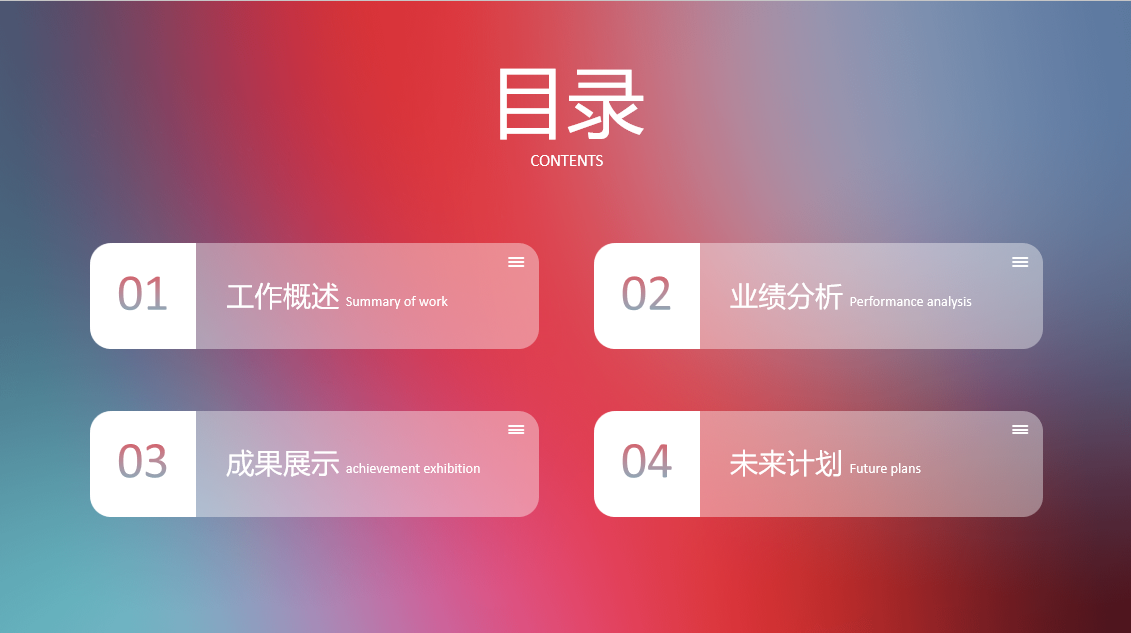 目录
CONTENTS
01
工作概述 Summary of work
02
业绩分析 Performance analysis
03
成果展示 achievement exhibition
04
未来计划 Future plans